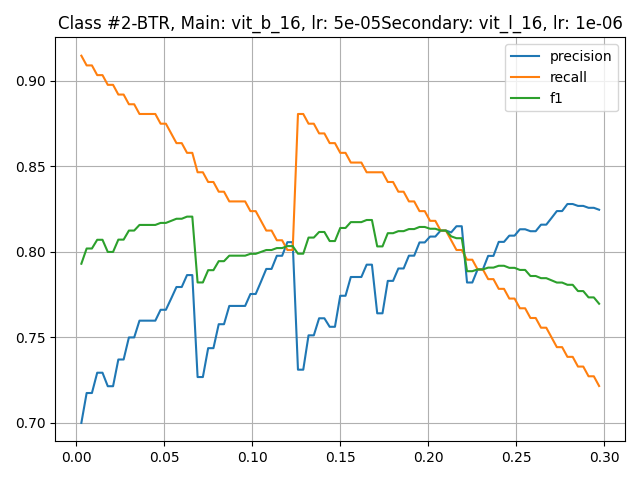 Class #2-BTR, Main: vit_b_16, lr: 5e-05Secondary: vit_l_16, lr: 1e-06
precision
recall
f1
0.90
0.85
0.80
0.75
0.70
0.00 0.05 0.10 0.15 0.20 0.25 0.30